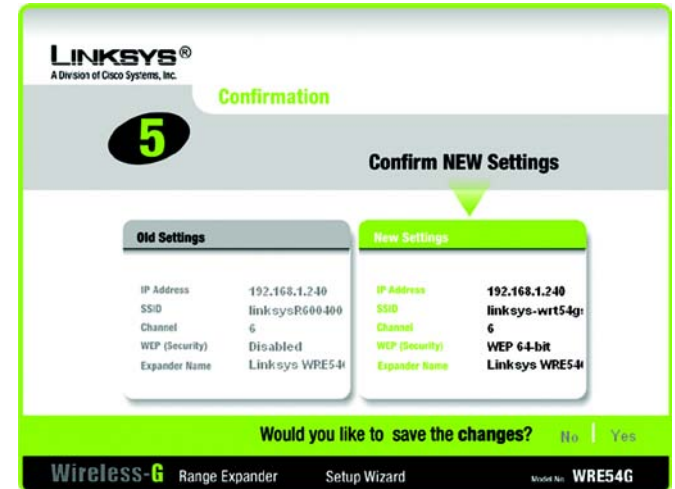 LINKSYS®
A Division of Cisco Systems, Inc.
Confirmation
5
Confirm NEW Settings
Old Settings
IP Address 192.168.1.240
SSID linksysR600400
Channel 6
WEP (Security) Disabled
Expander Name Linksys
New Settings
IP Address 192.168.1.240
SSID
Channel 6
WEP (Security) WEP 64-bit
Expander Name Linksys
Would you like to save the changes? No Yes
Wireless-G Range Expander Setup Wizard Model No. WRE54G